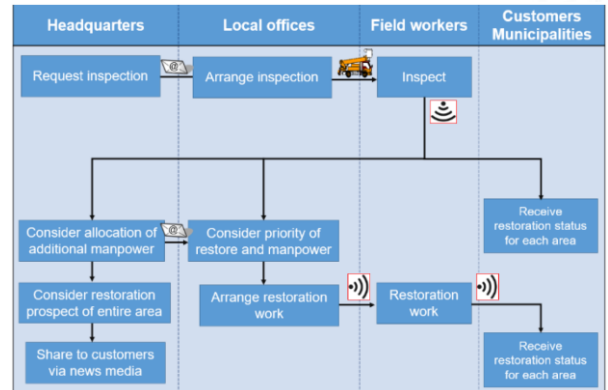 Headquarters
Local offices
Field workers
Customers
Municipalities
Request inspection
@
Arrange inspection
Inspect
Receive
restoration status
for each area
Consider allocation of
additional manpower
@
Consider priority of
restore and manpower
Consider restoration
prospect of entire area
Arrange restoration
work
Restoration
work
Share to customers
via news media
Receive
restoration status
for each area